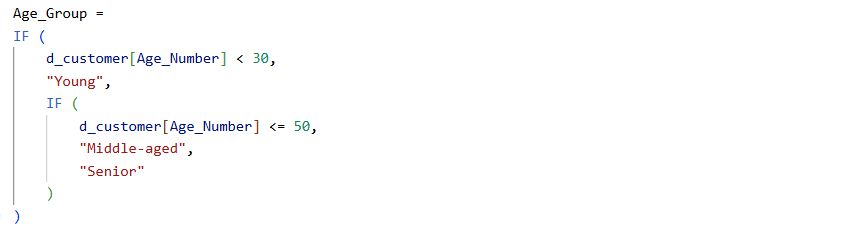 Age_Group =
IF (
d_customer[Age_Number] < 30,
"Young",
IF (
d_customer[Age_Number] <= 50,
"Middle-aged",
"Senior"
)
)